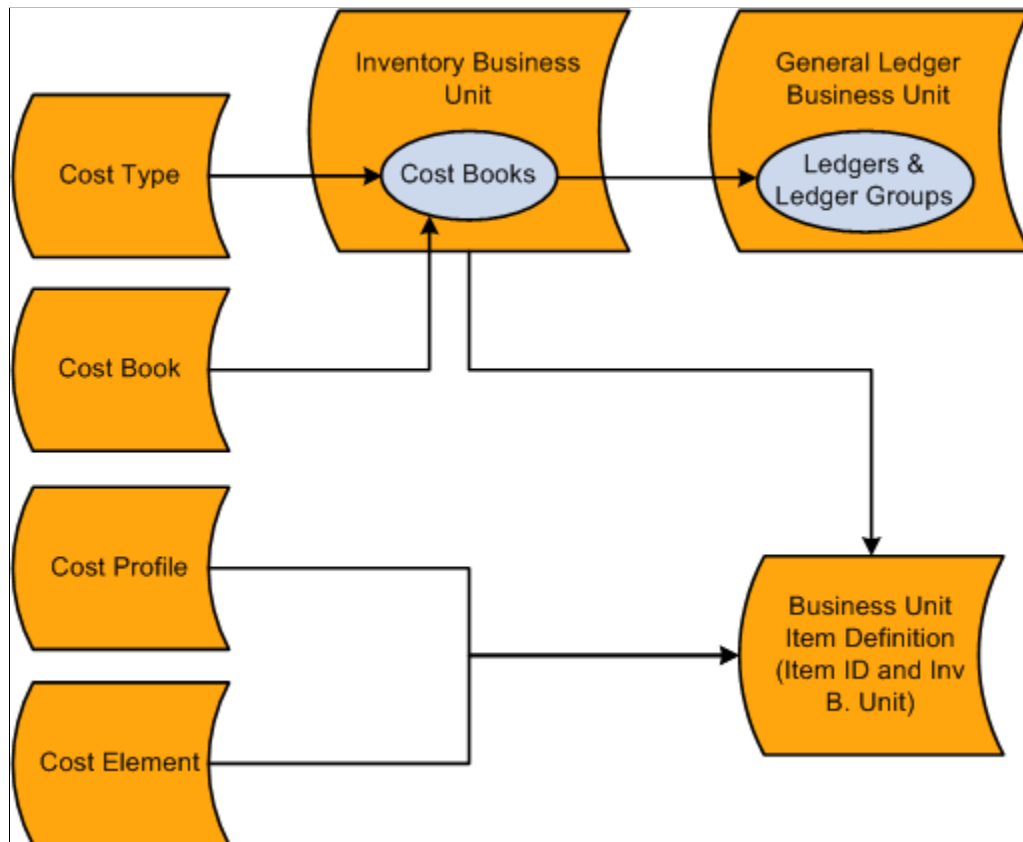 Inventory Business
Unit
General Ledger
Business Unit
Cost Type
Cost Books
Ledgers &
Ledger Groups
Cost Book
Cost Profile
Business Unit
Item Definition
(Item ID and Inv
B. Unit)
Cost Element